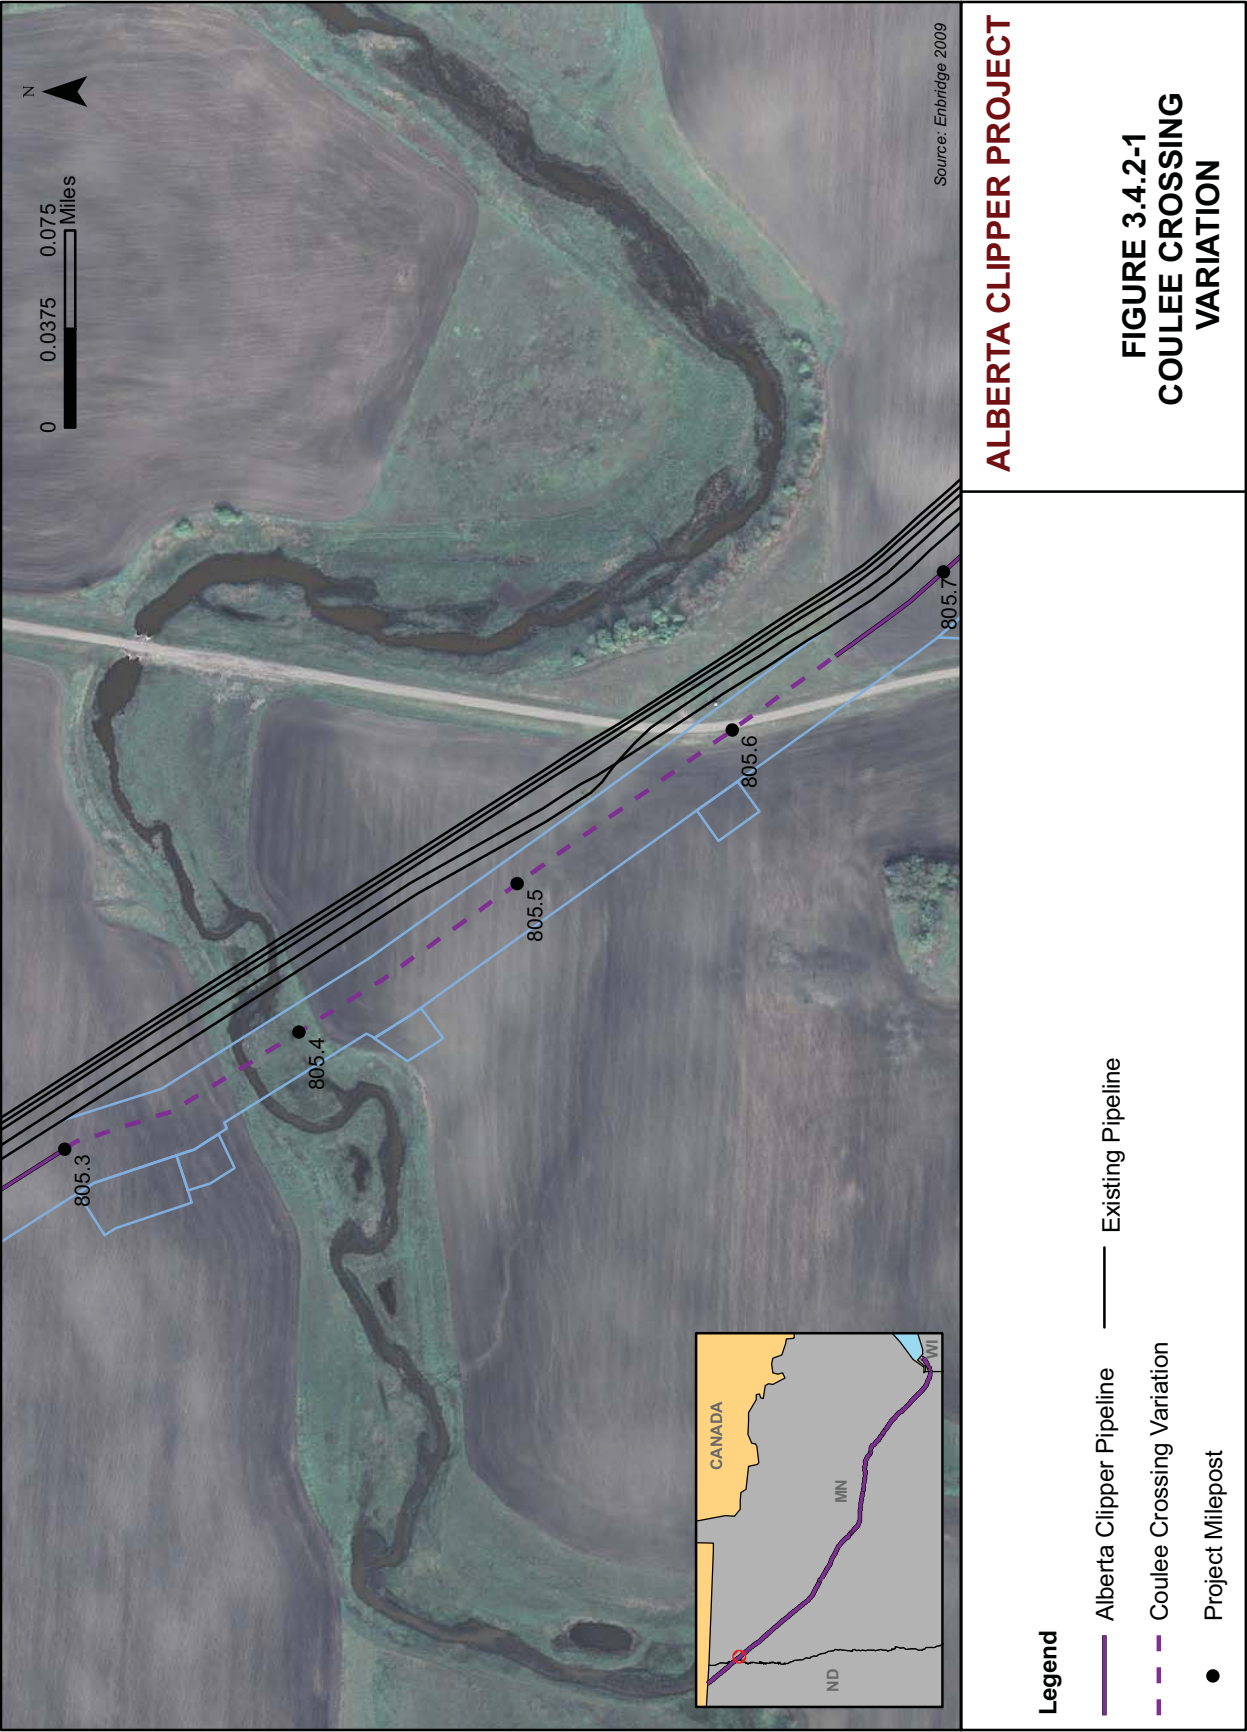 N
0 0.0375 0.075
Miles
805.3
805.4
805.5
805.6
805.7
Source: Enbridge 2009
CANADA
ND
MN
WI
Legend
Alberta Clipper Pipeline
Existing Pipeline
Coulee Crossing Variation
Project Milepost
ALBERTA CLIPPER PROJECT
FIGURE 3.4.2-1
COULEE CROSSING
VARIATION